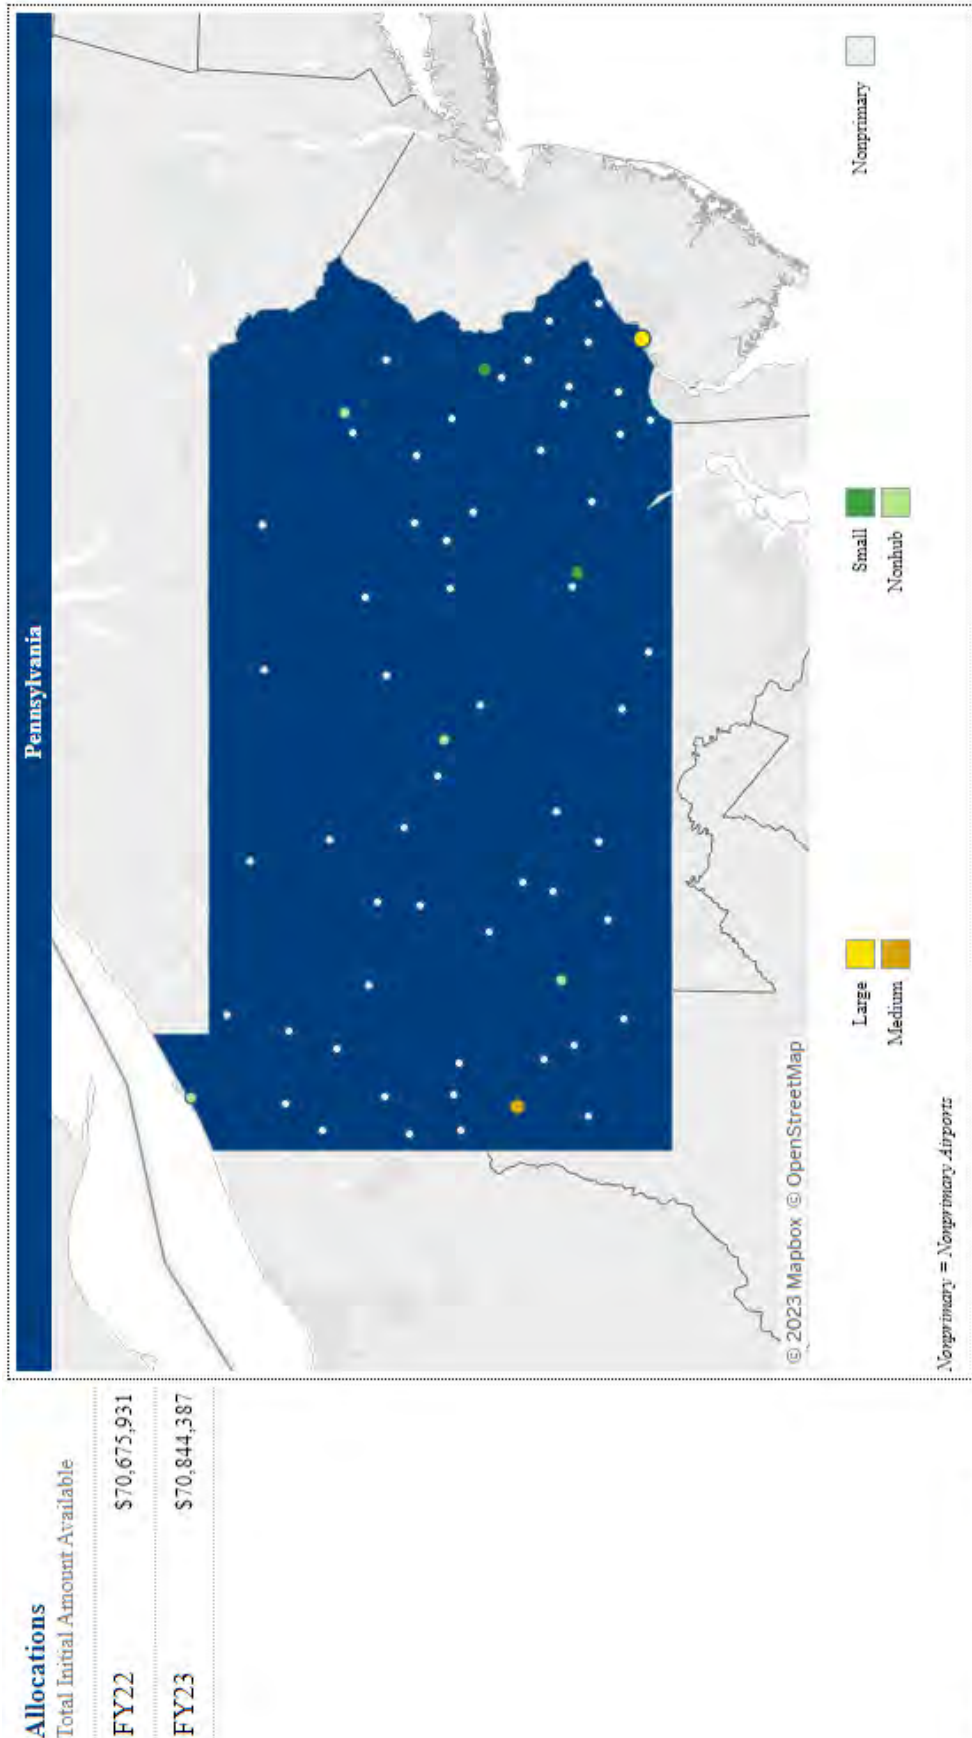 Allocations
Total Initial Amount Available
FY22 $70,675,931
FY23 $70,844,387
Pennsylvania
© 2023 Mapbox © OpenStreetMap
Large
Medium
Small
Nonhub
Nonprimary
Nonprimary = Nonprimary Airports